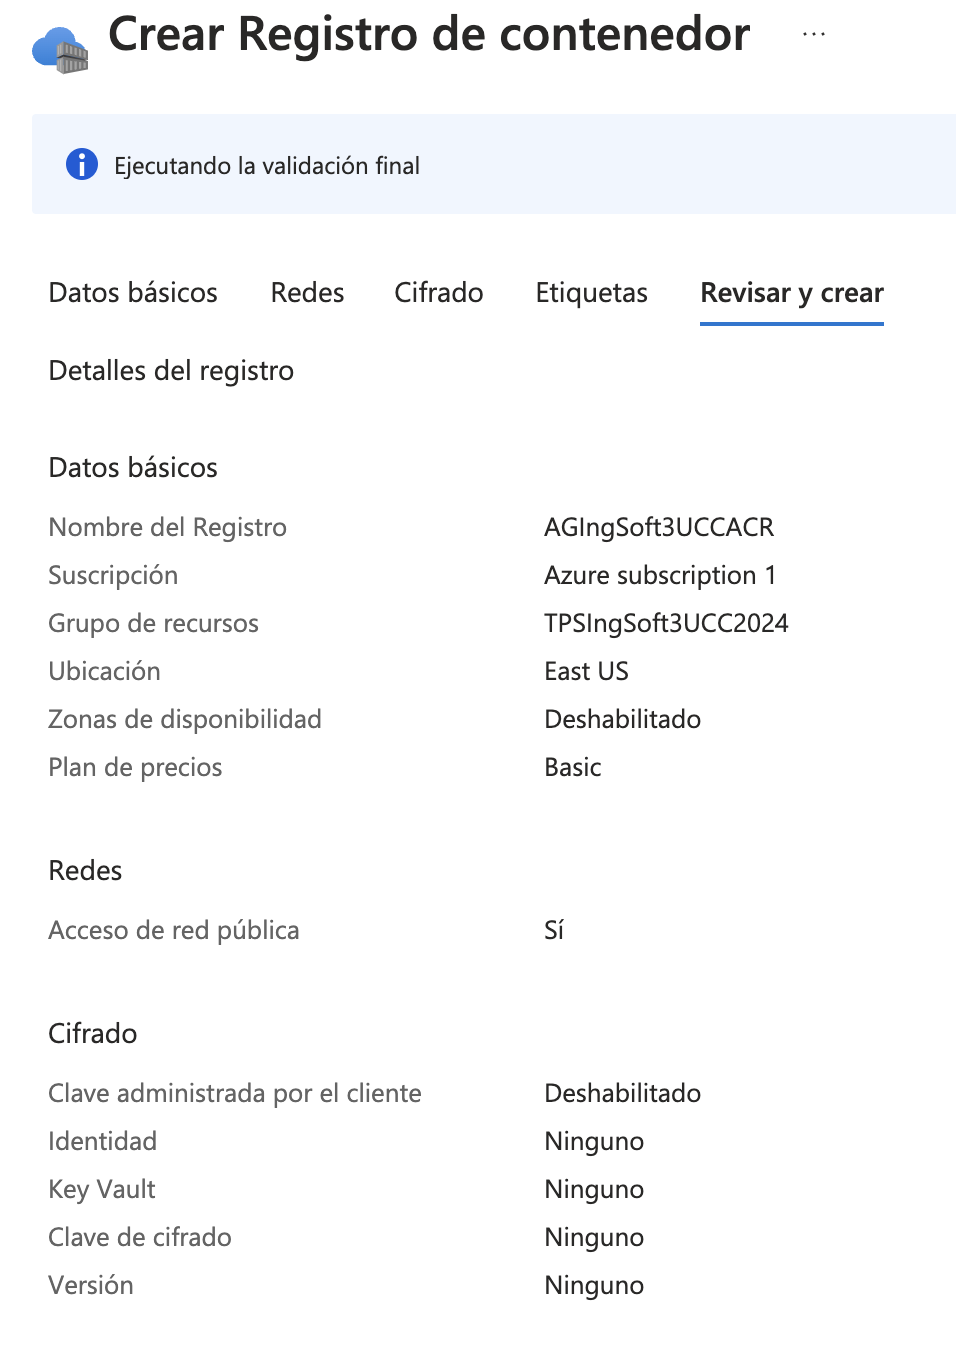 Crear Registro de contenedor ...
Ejecutando la validación final
Datos básicos Redes Cifrado Etiquetas Revisar y crear
Detalles del registro
Datos básicos
Nombre del Registro AGIngSoft3UCCACR
Suscripción Azure subscription 1
Grupo de recursos TPSIngSoft3UCC2024
Ubicación East US
Zonas de disponibilidad Deshabilitado
Plan de precios Basic
Redes
Acceso de red pública Sí
Cifrado
Clave administrada por el cliente Deshabilitado
Identidad Ninguno
Key Vault Ninguno
Clave de cifrado Ninguno
Versión Ninguno